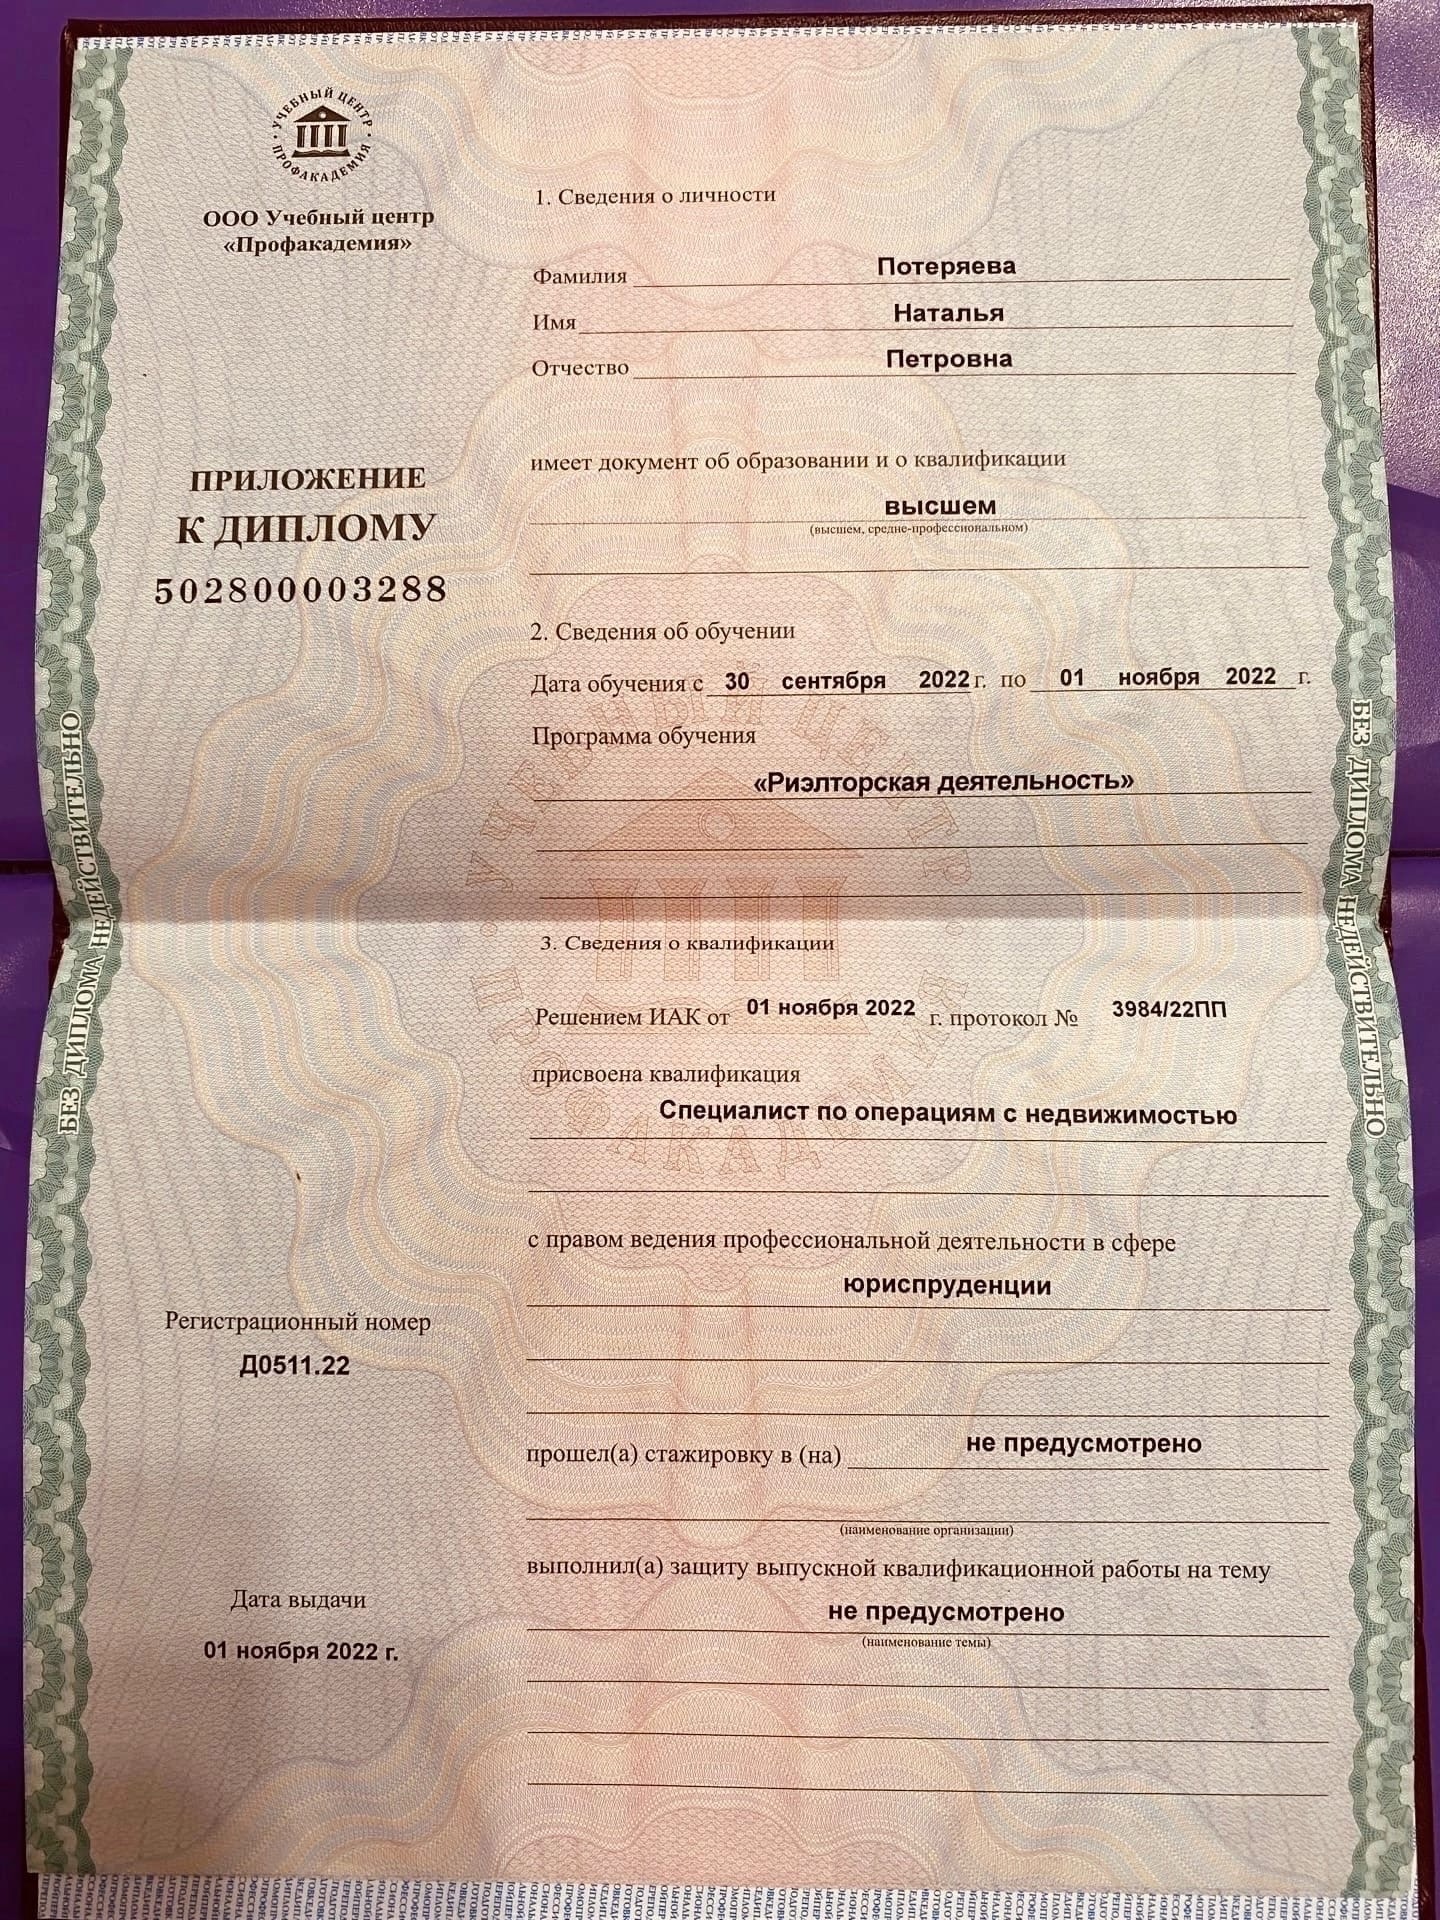 УЧЕБНЫЙ ЦЕНТР
ПРОФАКАДЕМИЯ
ООО Учебный центр
«Профакадемия»
ПРИЛОЖЕНИЕ
К ДИПЛОМУ
502800003288
1. Сведения о личности
Фамилия Потеряева
Имя Наталья
Отчество Петровна
имеет документ об образовании и о квалификации
высшем
(высшем, средне-профессиональном)
2. Сведения об обучении
Дата обучения с 30 сентября 2022 г. по 01 ноября 2022 г.
Программа обучения
«Риэлторская деятельность»
3. Сведения о квалификации
Решением ИАК от 01 ноября 2022 г. протокол № 3984/22ПП
присвоена квалификация
Специалист по операциям с недвижимостью
с правом ведения профессиональной деятельности в сфере
юриспруденции
Регистрационный номер
Д0511.22
прошел(а) стажировку в (на) не предусмотрено
(наименование организации)
выполнил(а) защиту выпускной квалификационной работы на тему
не предусмотрено
(наименование темы)
Дата выдачи
01 ноября 2022 г.
БЕЗ ДИПЛОМА НЕДЕЙСТВИТЕЛЬНО
БЕЗ ДИПЛОМА НЕДЕЙСТВИТЕЛЬНО
УЧЕБНЫЙ ЦЕНТР
ПРОФАКАДЕМИЯ